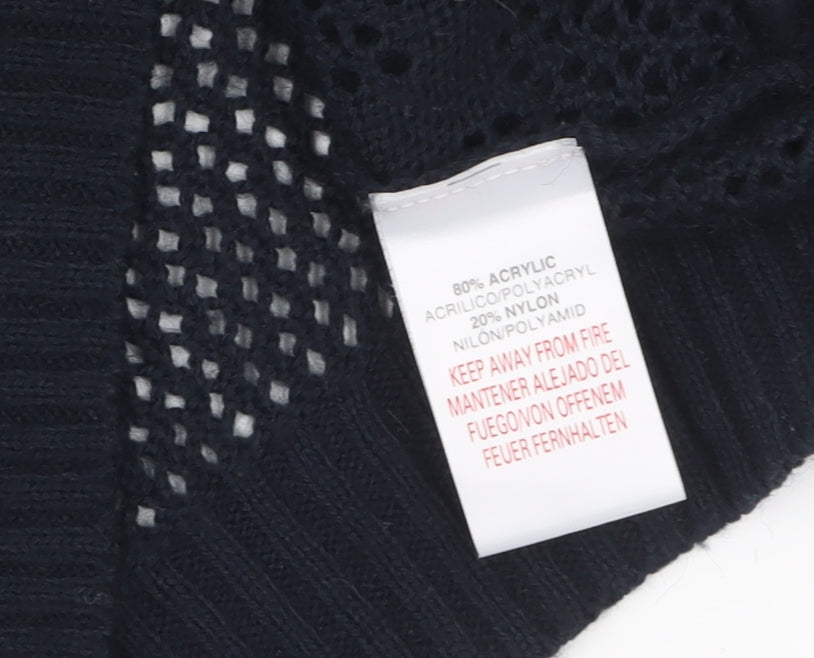 80% ACRYLIC
ACRILICO/POLYACRYL
20% NYLON
NILÓN/POLYAMID
KEEP AWAY FROM FIRE
MANTENER ALEJADO DEL
FUEGO/VON OFFENEM
FEUER FERNHALTEN